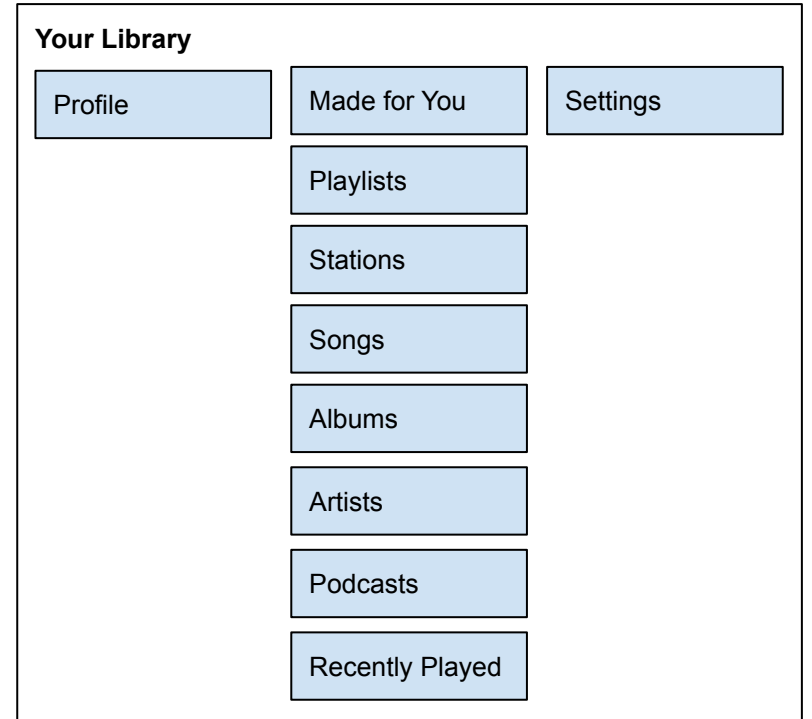 Your Library
Profile
Made for You
Settings
Playlists
Stations
Songs
Albums
Artists
Podcasts
Recently Played